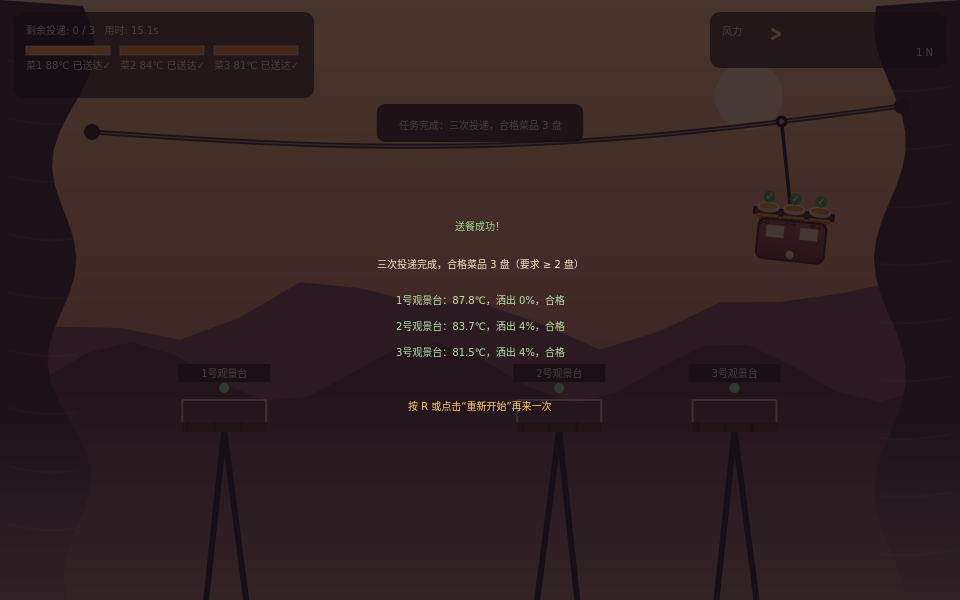 剩余投递: 0 / 3   用时: 15.1s
菜1 88℃ 已送达✓ 菜2 84℃ 已送达✓ 菜3 81℃ 已送达✓
风力
1 N
任务完成：三次投递，合格菜品 3 盘
送餐成功!
三次投递完成，合格菜品 3 盘（要求 ≥ 2 盘）
1号观景台：87.8℃，洒出 0%，合格
2号观景台：83.7℃，洒出 4%，合格
3号观景台：81.5℃，洒出 4%，合格
1号观景台 2号观景台 3号观景台
按 R 或点击“重新开始”再来一次